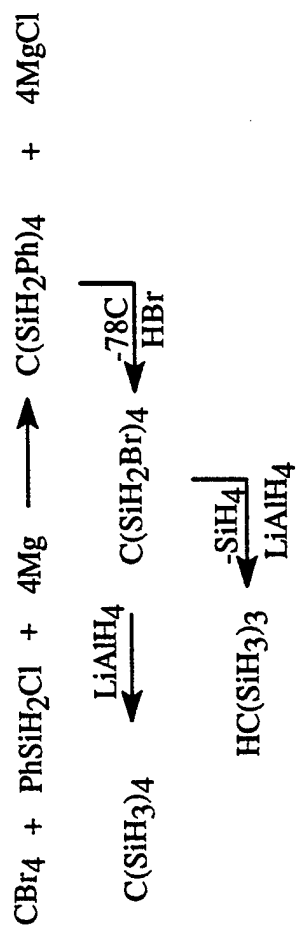 CBr4 + PhSiH2Cl + 4Mg ⟶ C(SiH2Ph)4 + 4MgCl
-78C
HBr
LiAlH4
C(SiH3)4
C(SiH2Br)4
-SiH4
LiAlH4
HC(SiH3)3